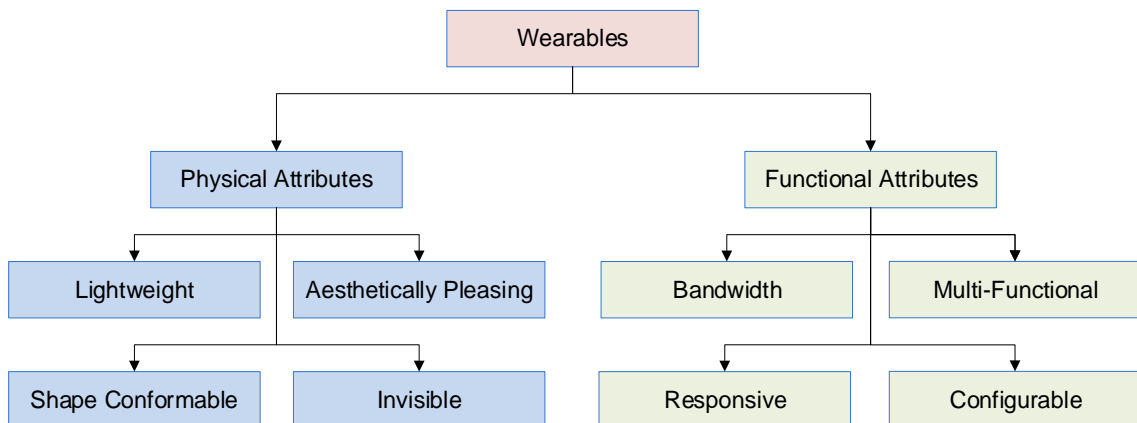 Wearables
Physical Attributes
Functional Attributes
Lightweight
Aesthetically Pleasing
Bandwidth
Multi-Functional
Shape Conformable
Invisible
Responsive
Configurable